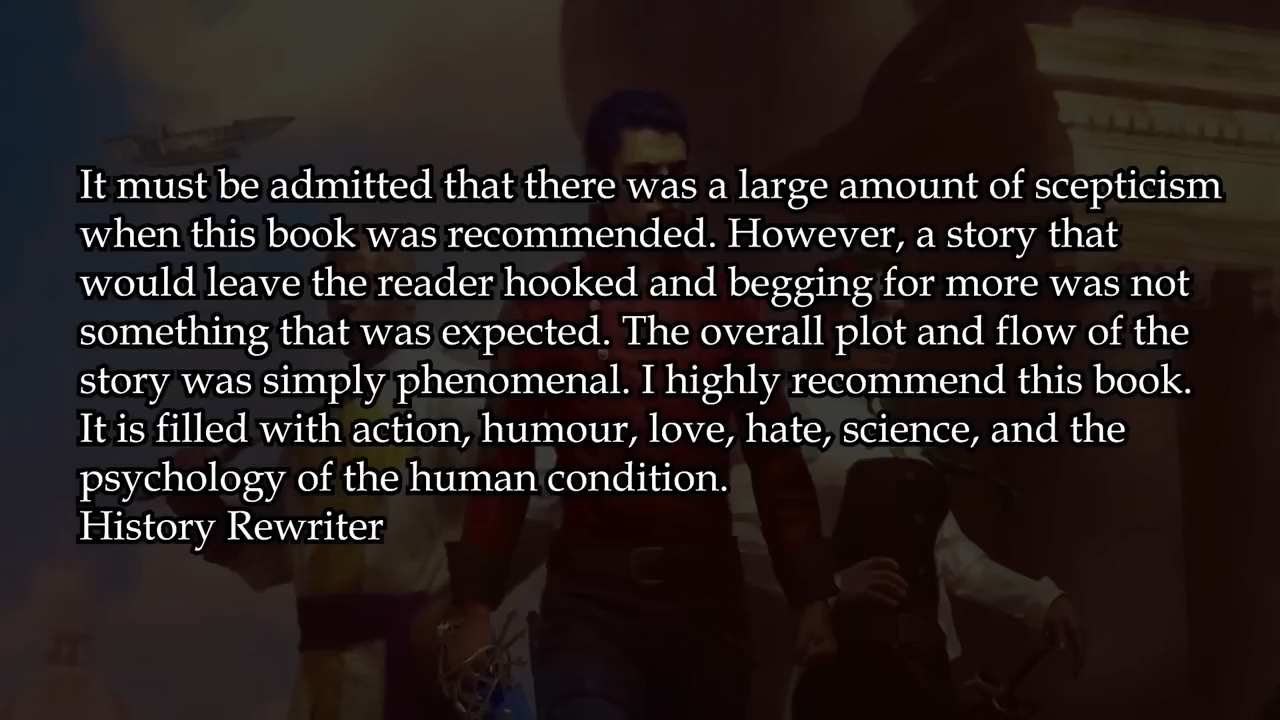 It must be admitted that there was a large amount of scepticism
when this book was recommended. However, a story that
would leave the reader hooked and begging for more was not
something that was expected. The overall plot and flow of the
story was simply phenomenal. I highly recommend this book.
It is filled with action, humour, love, hate, science, and the
psychology of the human condition.
History Rewriter